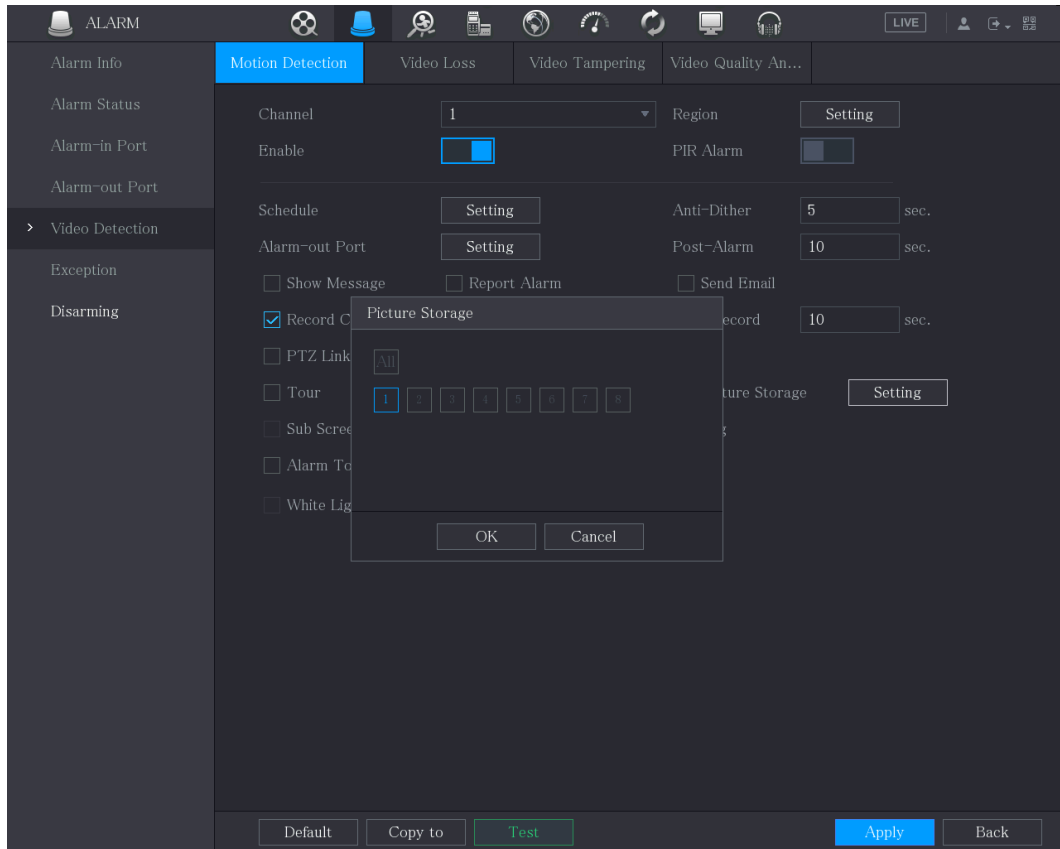 ALARM
LIVE
Alarm Info
Alarm Status
Alarm-in Port
Alarm-out Port
Video Detection
Exception
Disarming
Motion Detection Video Loss Video Tampering Video Quality An...
Channel 1 Region Setting
Enable PIR Alarm
Schedule Setting Anti-Dither 5 sec.
Alarm-out Port Setting Post-Alarm 10 sec.
Show Message Report Alarm Send Email
Record C ecord 10 sec.
PTZ Link
Tour ture Storage Setting
Sub Scree g
Alarm To
White Lig
Picture Storage
All
1 2 3 4 5 6 7 8
OK Cancel
Default Copy to Test Apply Back